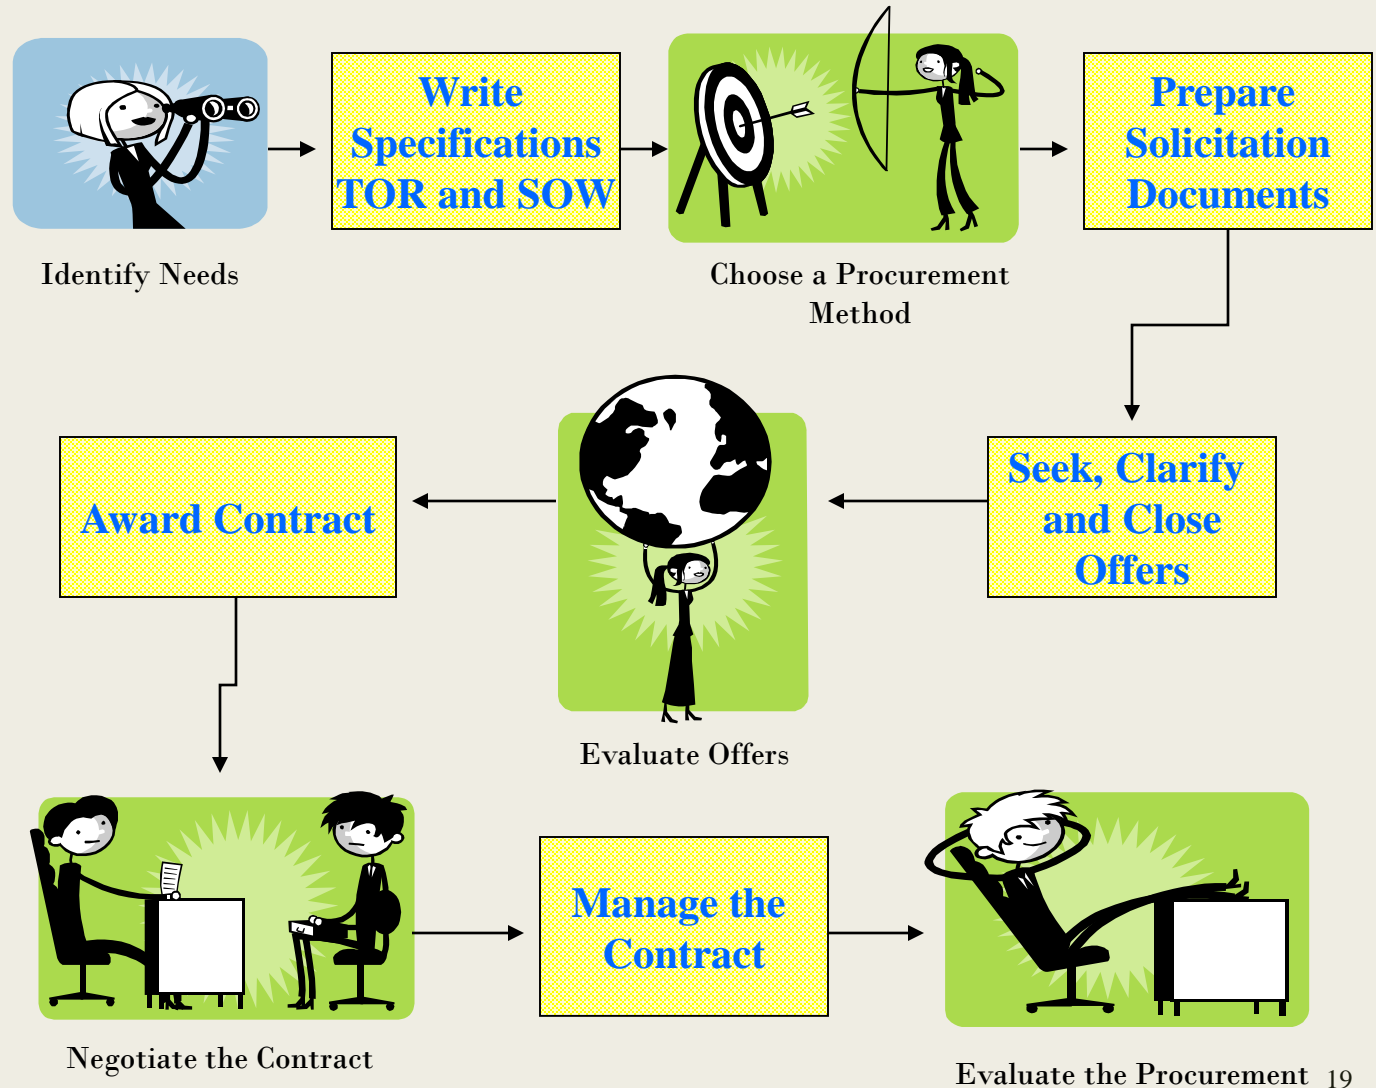 Write
Specifications
TOR and SOW
Prepare
Solicitation
Documents
Identify Needs
Choose a Procurement
Method
Seek, Clarify
and Close
Offers
Award Contract
Evaluate Offers
Manage the
Contract
Negotiate the Contract
Evaluate the Procurement
19